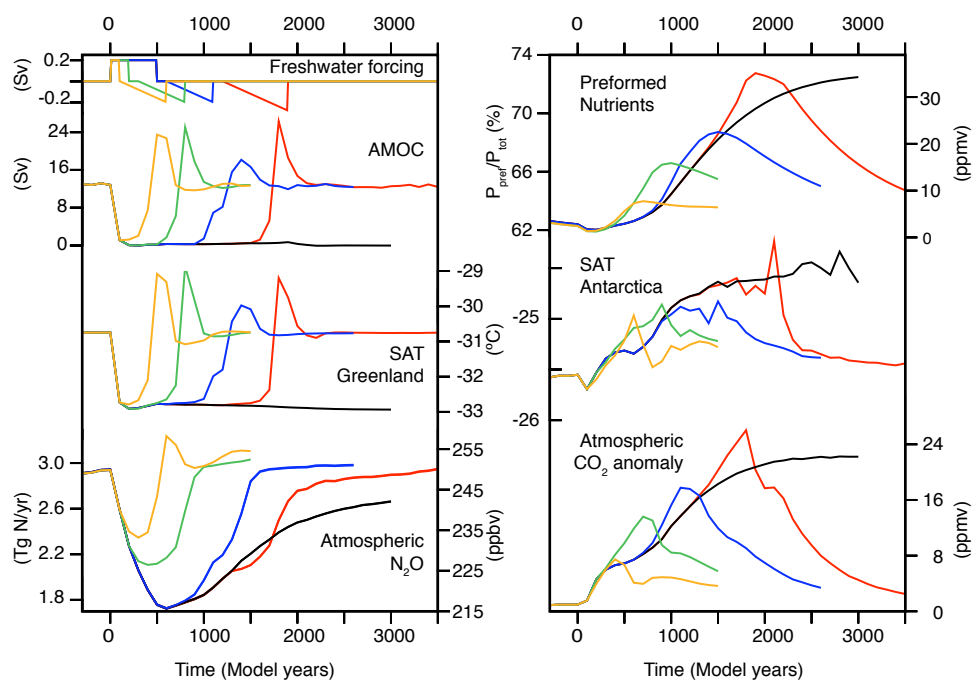 0 1000 2000 3000
0.2
-0.2
(Sv)
Freshwater forcing
24
16
8
0
(Sv)
AMOC
-29
-30
-31
-32
-33
(ºC)
SAT
Greenland
3.0
2.6
2.2
1.8
(Tg N/yr)
255
245
235
225
215
(ppbv)
Atmospheric
N2O
0 1000 2000 3000
Time (Model years)
0 1000 2000 3000
74
70
66
62
Ppref/Ptot (%)
Preformed
Nutrients
30
20
10
0
(ppmv)
SAT
Antarctica
-25
-26
(ºC)
Atmospheric
CO2 anomaly
24
16
8
0
(ppmv)
0 1000 2000 3000
Time (Model years)